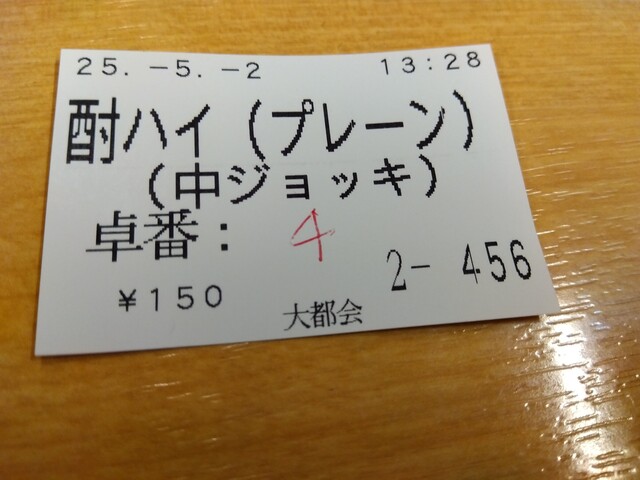 25.-5.-2 13:28
酎ハイ(プレーン)
(中ジョッキ)
卓番: 4
2- 456
¥150
大都会